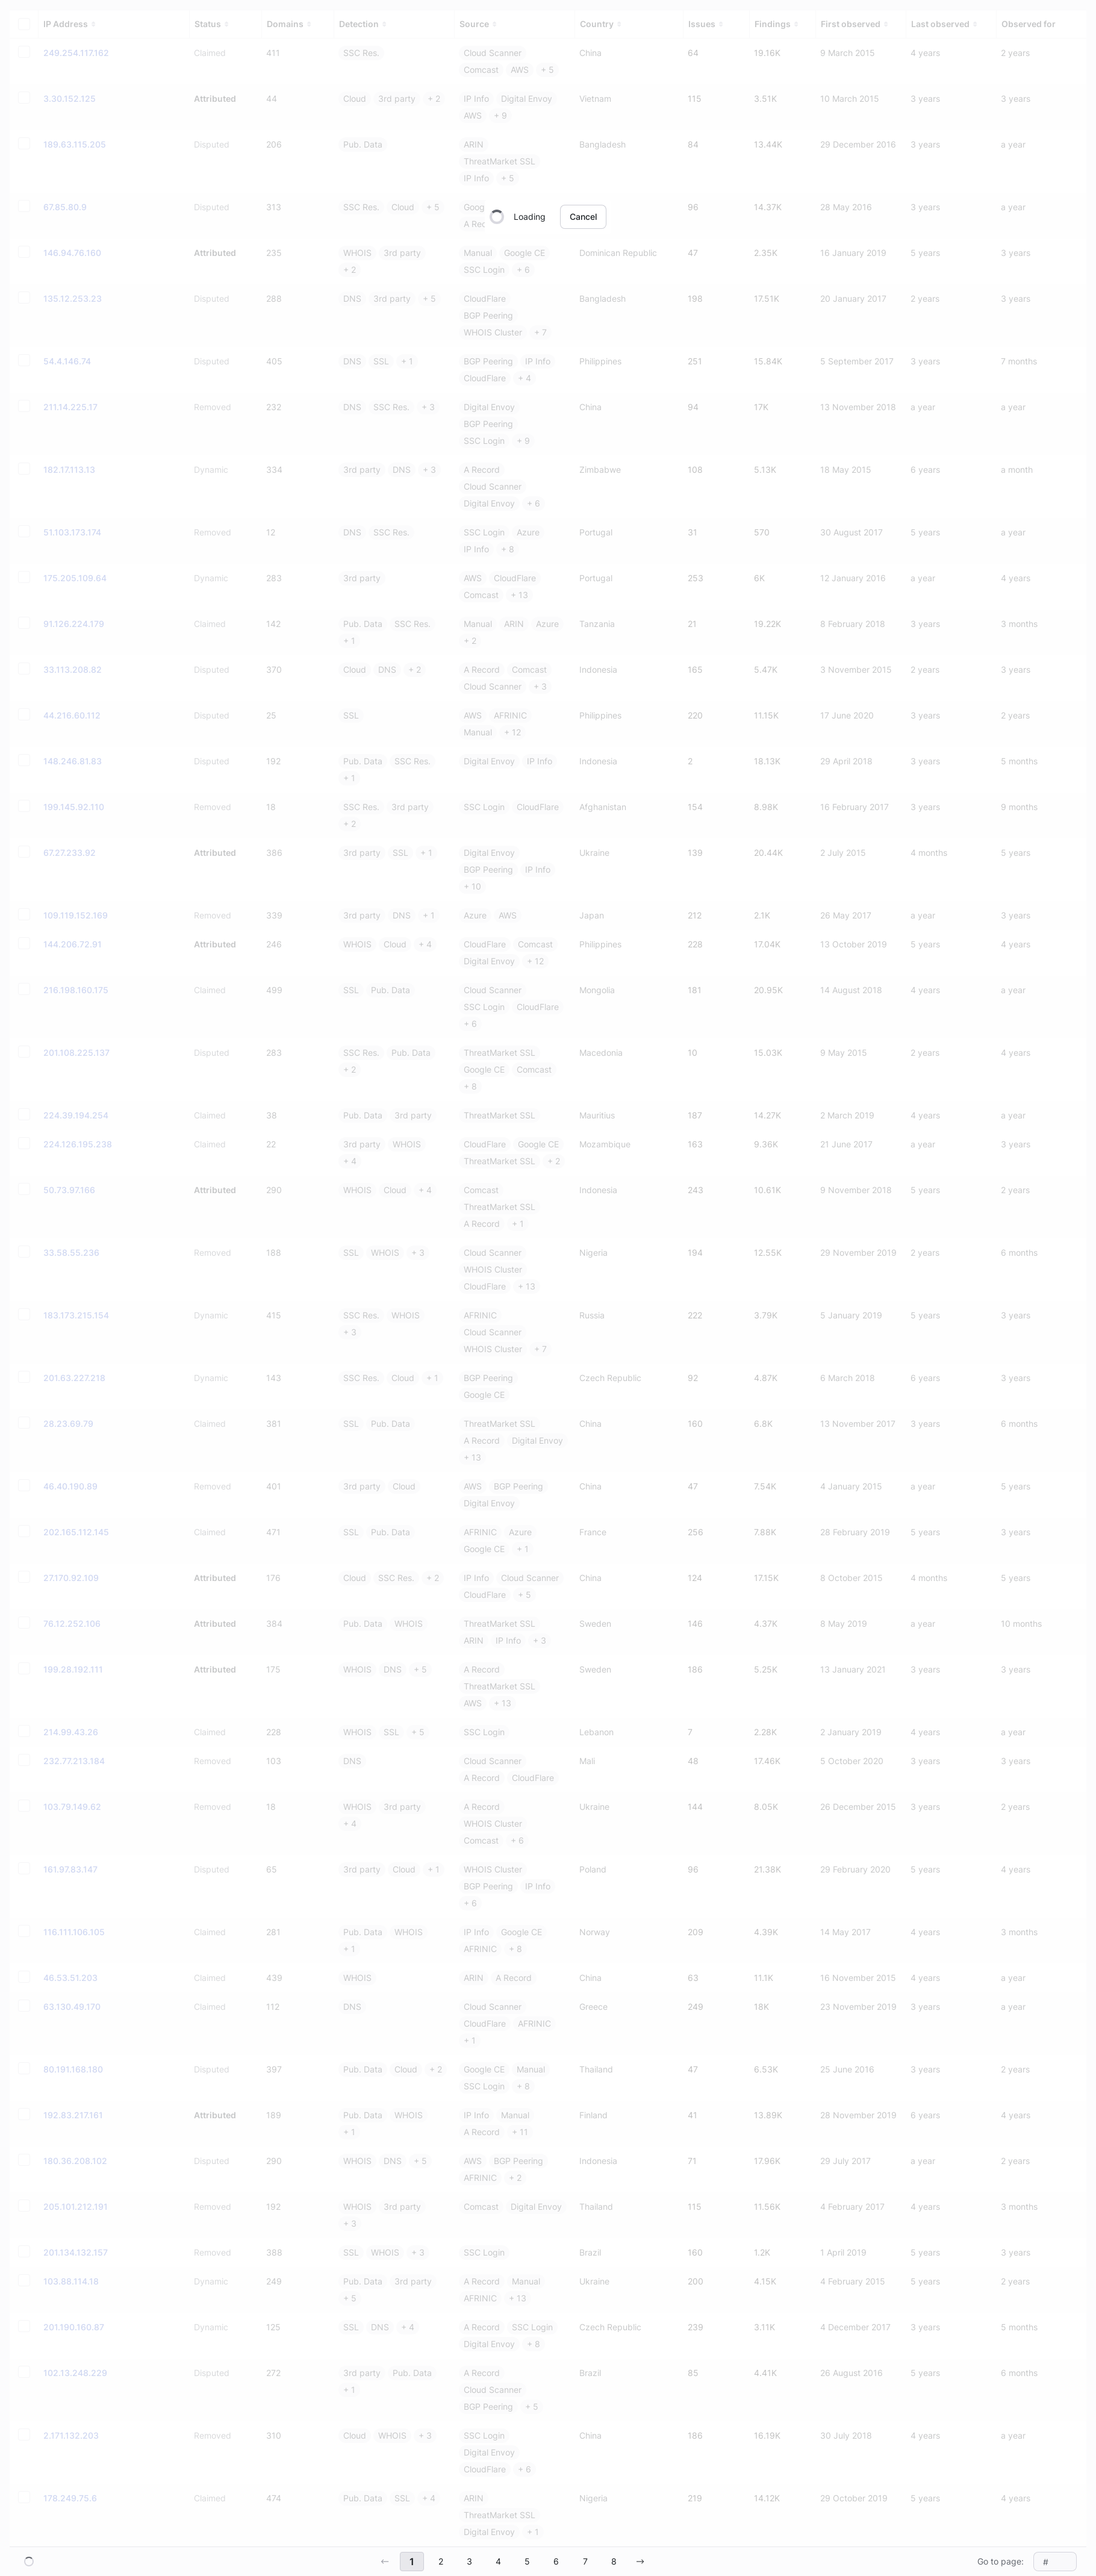 IP Address Status Domains Detection Source Country Issues Findings First observed Last observed Observed for
249.254.117.162 Claimed 411 SSC Res. Cloud Scanner China 64 19.16K 9 March 2015 4 years 2 years
Comcast AWS + 5
3.30.152.125 Attributed 44 Cloud 3rd party + 2 IP Info Digital Envoy Vietnam 115 3.51K 10 March 2015 3 years 3 years
AWS + 9
189.63.115.205 Disputed 206 Pub. Data ARIN Bangladesh 84 13.44K 29 December 2016 3 years a year
ThreatMarket SSL
IP Info + 5
67.85.80.9 Disputed 313 SSC Res. Cloud + 5 Goog 96 14.37K 28 May 2016 3 years a year
Loading Cancel
A Rec
146.94.76.160 Attributed 235 WHOIS 3rd party Manual Google CE Dominican Republic 47 2.35K 16 January 2019 5 years 3 years
+ 2 SSC Login + 6
135.12.253.23 Disputed 288 DNS 3rd party + 5 CloudFlare Bangladesh 198 17.51K 20 January 2017 2 years 3 years
BGP Peering
WHOIS Cluster + 7
54.4.146.74 Disputed 405 DNS SSL + 1 BGP Peering IP Info Philippines 251 15.84K 5 September 2017 3 years 7 months
CloudFlare + 4
211.14.225.17 Removed 232 DNS SSC Res. + 3 Digital Envoy China 94 17K 13 November 2018 a year a year
BGP Peering
SSC Login + 9
182.17.113.13 Dynamic 334 3rd party DNS + 3 A Record Zimbabwe 108 5.13K 18 May 2015 6 years a month
Cloud Scanner
Digital Envoy + 6
51.103.173.174 Removed 12 DNS SSC Res. SSC Login Azure Portugal 31 570 30 August 2017 5 years a year
IP Info + 8
175.205.109.64 Dynamic 283 3rd party AWS CloudFlare Portugal 253 6K 12 January 2016 a year 4 years
Comcast + 13
91.126.224.179 Claimed 142 Pub. Data SSC Res. Manual ARIN Azure Tanzania 21 19.22K 8 February 2018 3 years 3 months
+ 1 + 2
33.113.208.82 Disputed 370 Cloud DNS + 2 A Record Comcast Indonesia 165 5.47K 3 November 2015 2 years 3 years
Cloud Scanner + 3
44.216.60.112 Disputed 25 SSL AWS AFRINIC Philippines 220 11.15K 17 June 2020 3 years 2 years
Manual + 12
148.246.81.83 Disputed 192 Pub. Data SSC Res. Digital Envoy IP Info Indonesia 2 18.13K 29 April 2018 3 years 5 months
+ 1
199.145.92.110 Removed 18 SSC Res. 3rd party SSC Login CloudFlare Afghanistan 154 8.98K 16 February 2017 3 years 9 months
+ 2
67.27.233.92 Attributed 386 3rd party SSL + 1 Digital Envoy Ukraine 139 20.44K 2 July 2015 4 months 5 years
BGP Peering IP Info
+ 10
109.119.152.169 Removed 339 3rd party DNS + 1 Azure AWS Japan 212 2.1K 26 May 2017 a year 3 years
144.206.72.91 Attributed 246 WHOIS Cloud + 4 CloudFlare Comcast Philippines 228 17.04K 13 October 2019 5 years 4 years
Digital Envoy + 12
216.198.160.175 Claimed 499 SSL Pub. Data Cloud Scanner Mongolia 181 20.95K 14 August 2018 4 years a year
SSC Login CloudFlare
+ 6
201.108.225.137 Disputed 283 SSC Res. Pub. Data ThreatMarket SSL Macedonia 10 15.03K 9 May 2015 2 years 4 years
+ 2 Google CE Comcast
+ 8
224.39.194.254 Claimed 38 Pub. Data 3rd party ThreatMarket SSL Mauritius 187 14.27K 2 March 2019 4 years a year
224.126.195.238 Claimed 22 3rd party WHOIS CloudFlare Google CE Mozambique 163 9.36K 21 June 2017 a year 3 years
+ 4 ThreatMarket SSL + 2
50.73.97.166 Attributed 290 WHOIS Cloud + 4 Comcast Indonesia 243 10.61K 9 November 2018 5 years 2 years
ThreatMarket SSL
A Record + 1
33.58.55.236 Removed 188 SSL WHOIS + 3 Cloud Scanner Nigeria 194 12.55K 29 November 2019 2 years 6 months
WHOIS Cluster
CloudFlare + 13
183.173.215.154 Dynamic 415 SSC Res. WHOIS AFRINIC Russia 222 3.79K 5 January 2019 5 years 3 years
+ 3 Cloud Scanner
WHOIS Cluster + 7
201.63.227.218 Dynamic 143 SSC Res. Cloud + 1 BGP Peering Czech Republic 92 4.87K 6 March 2018 6 years 3 years
Google CE
28.23.69.79 Claimed 381 SSL Pub. Data ThreatMarket SSL China 160 6.8K 13 November 2017 3 years 6 months
A Record Digital Envoy
+ 13
46.40.190.89 Removed 401 3rd party Cloud AWS BGP Peering China 47 7.54K 4 January 2015 a year 5 years
Digital Envoy
202.165.112.145 Claimed 471 SSL Pub. Data AFRINIC Azure France 256 7.88K 28 February 2019 5 years 3 years
Google CE + 1
27.170.92.109 Attributed 176 Cloud SSC Res. + 2 IP Info Cloud Scanner China 124 17.15K 8 October 2015 4 months 5 years
CloudFlare + 5
76.12.252.106 Attributed 384 Pub. Data WHOIS ThreatMarket SSL Sweden 146 4.37K 8 May 2019 a year 10 months
ARIN IP Info + 3
199.28.192.111 Attributed 175 WHOIS DNS + 5 A Record Sweden 186 5.25K 13 January 2021 3 years 3 years
ThreatMarket SSL
AWS + 13
214.99.43.26 Claimed 228 WHOIS SSL + 5 SSC Login Lebanon 7 2.28K 2 January 2019 4 years a year
232.77.213.184 Removed 103 DNS Cloud Scanner Mali 48 17.46K 5 October 2020 3 years 3 years
A Record CloudFlare
103.79.149.62 Removed 18 WHOIS 3rd party A Record Ukraine 144 8.05K 26 December 2015 3 years 2 years
+ 4 WHOIS Cluster
Comcast + 6
161.97.83.147 Disputed 65 3rd party Cloud + 1 WHOIS Cluster Poland 96 21.38K 29 February 2020 5 years 4 years
BGP Peering IP Info
+ 6
116.111.106.105 Claimed 281 Pub. Data WHOIS IP Info Google CE Norway 209 4.39K 14 May 2017 4 years 3 months
+ 1 AFRINIC + 8
46.53.51.203 Claimed 439 WHOIS ARIN A Record China 63 11.1K 16 November 2015 4 years a year
63.130.49.170 Claimed 112 DNS Cloud Scanner Greece 249 18K 23 November 2019 3 years a year
CloudFlare AFRINIC
+ 1
80.191.168.180 Disputed 397 Pub. Data Cloud + 2 Google CE Manual Thailand 47 6.53K 25 June 2016 3 years 2 years
SSC Login + 8
192.83.217.161 Attributed 189 Pub. Data WHOIS IP Info Manual Finland 41 13.89K 28 November 2019 6 years 4 years
+ 1 A Record + 11
180.36.208.102 Disputed 290 WHOIS DNS + 5 AWS BGP Peering Indonesia 71 17.96K 29 July 2017 a year 2 years
AFRINIC + 2
205.101.212.191 Removed 192 WHOIS 3rd party Comcast Digital Envoy Thailand 115 11.56K 4 February 2017 4 years 3 months
+ 3
201.134.132.157 Removed 388 SSL WHOIS + 3 SSC Login Brazil 160 1.2K 1 April 2019 5 years 3 years
103.88.114.16 Dynamic 249 Pub. Data 3rd party A Record Manual Ukraine 200 4.15K 4 February 2015 5 years 2 years
+ 5 AFRINIC + 13
201.190.160.87 Dynamic 125 SSL DNS + 4 A Record SSC Login Czech Republic 239 3.11K 4 December 2017 3 years 5 months
Digital Envoy + 8
102.13.248.229 Disputed 272 3rd party Pub. Data A Record Brazil 85 4.41K 26 August 2016 5 years 6 months
+ 1 Cloud Scanner
BGP Peering + 5
2.171.132.203 Removed 310 Cloud WHOIS + 3 SSC Login China 186 16.19K 30 July 2018 4 years a year
Digital Envoy
CloudFlare + 6
178.249.75.6 Claimed 474 Pub. Data SSL + 4 ARIN Nigeria 219 14.12K 29 October 2019 5 years 4 years
ThreatMarket SSL
Digital Envoy + 1
← 1 2 3 4 5 6 7 8 → Go to page: #